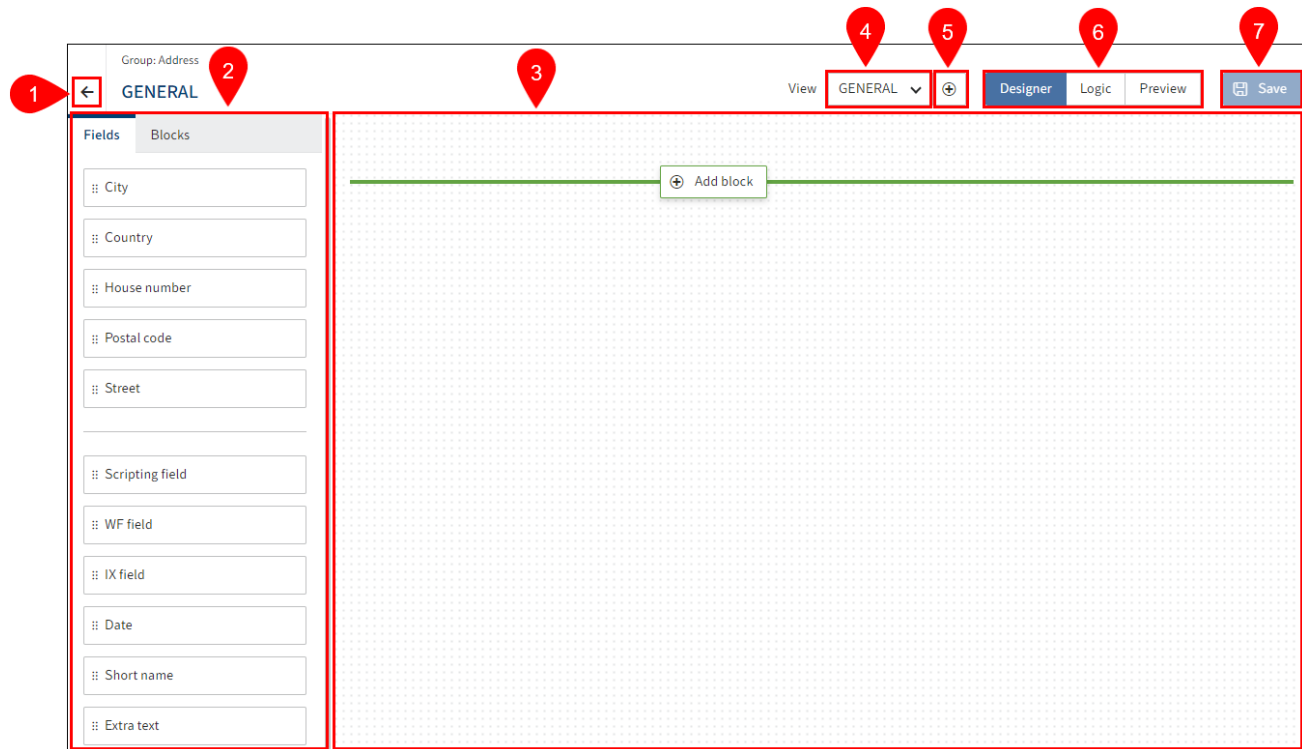 4
5
6
7
Group: Address
2
3
1
GENERAL
View
GENERAL
Designer
Logic
Preview
Save
Fields
Blocks
City
Add block
Country
House number
Postal code
Street
Scripting field
WF field
IX field
Date
Short name
Extra text